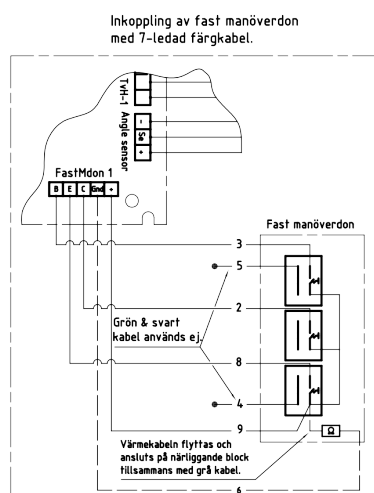 Inkoppling av fast manöverdon
med 7-ledad färgkabel.
TvH-1
Angle sensor
- Se +
FastMdon 1
B E C Gnd +
Fast manöverdon
3
5
2
Grön & svart
kabel används ej.
8
4
9
Ω
Värmekabeln flyttas och
ansluts på närliggande block
tillsammans med grå kabel.
6